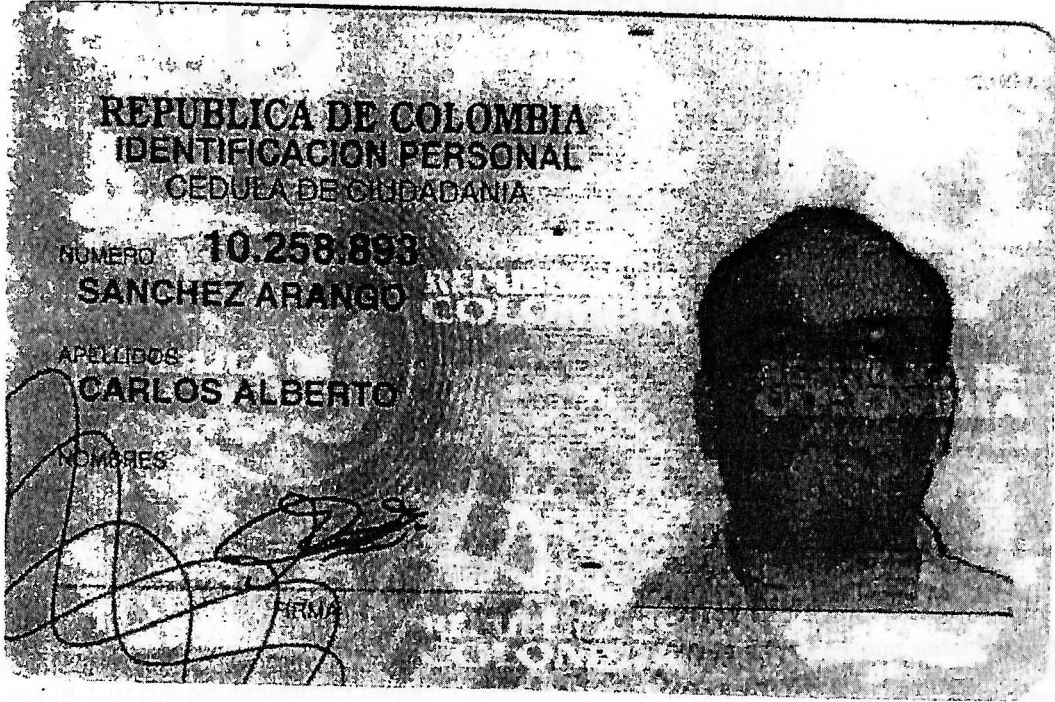 REPUBLICA DE COLOMBIA
IDENTIFICACION PERSONAL
CEDULA DE CIUDADANIA
NUMERO 10.258.893
SANCHEZ ARANGO
APELLIDOS
CARLOS ALBERTO
NOMBRES
FIRMA
COLOMBIA